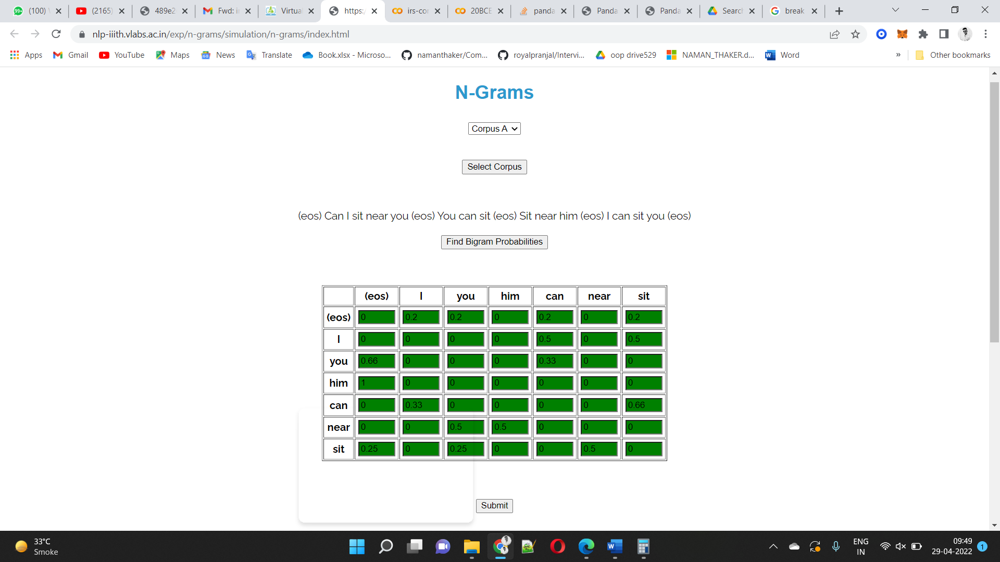 99+ (100) (2165) 489e2 Fwd: i Virtual https:/ irs-cor 20BCE panda Panda Panda Searc G break
nlp-iiith.vlabs.ac.in/exp/n-grams/simulation/n-grams/index.html
Apps Gmail YouTube Maps News Translate Book.xlsx - Microso... namanthaker/Com... royalpranjal/Intervi... oop drive529 NAMAN_THAKER.d... Word » Other bookmarks
N-Grams
Corpus A
Select Corpus
(eos) Can I sit near you (eos) You can sit (eos) Sit near him (eos) I can sit you (eos)
Find Bigram Probabilities
(eos) I you him can near sit
(eos) 0 0.2 0.2 0 0.2 0 0.2
I 0 0 0 0 0.5 0 0.5
you 0.66 0 0 0 0.33 0 0
him 1 0 0 0 0 0 0
can 0 0.33 0 0 0 0 0.66
near 0 0 0.5 0.5 0 0 0
sit 0.25 0 0.25 0 0 0.5 0
Submit
33°C
Smoke
ENG
IN
09:49
29-04-2022
1